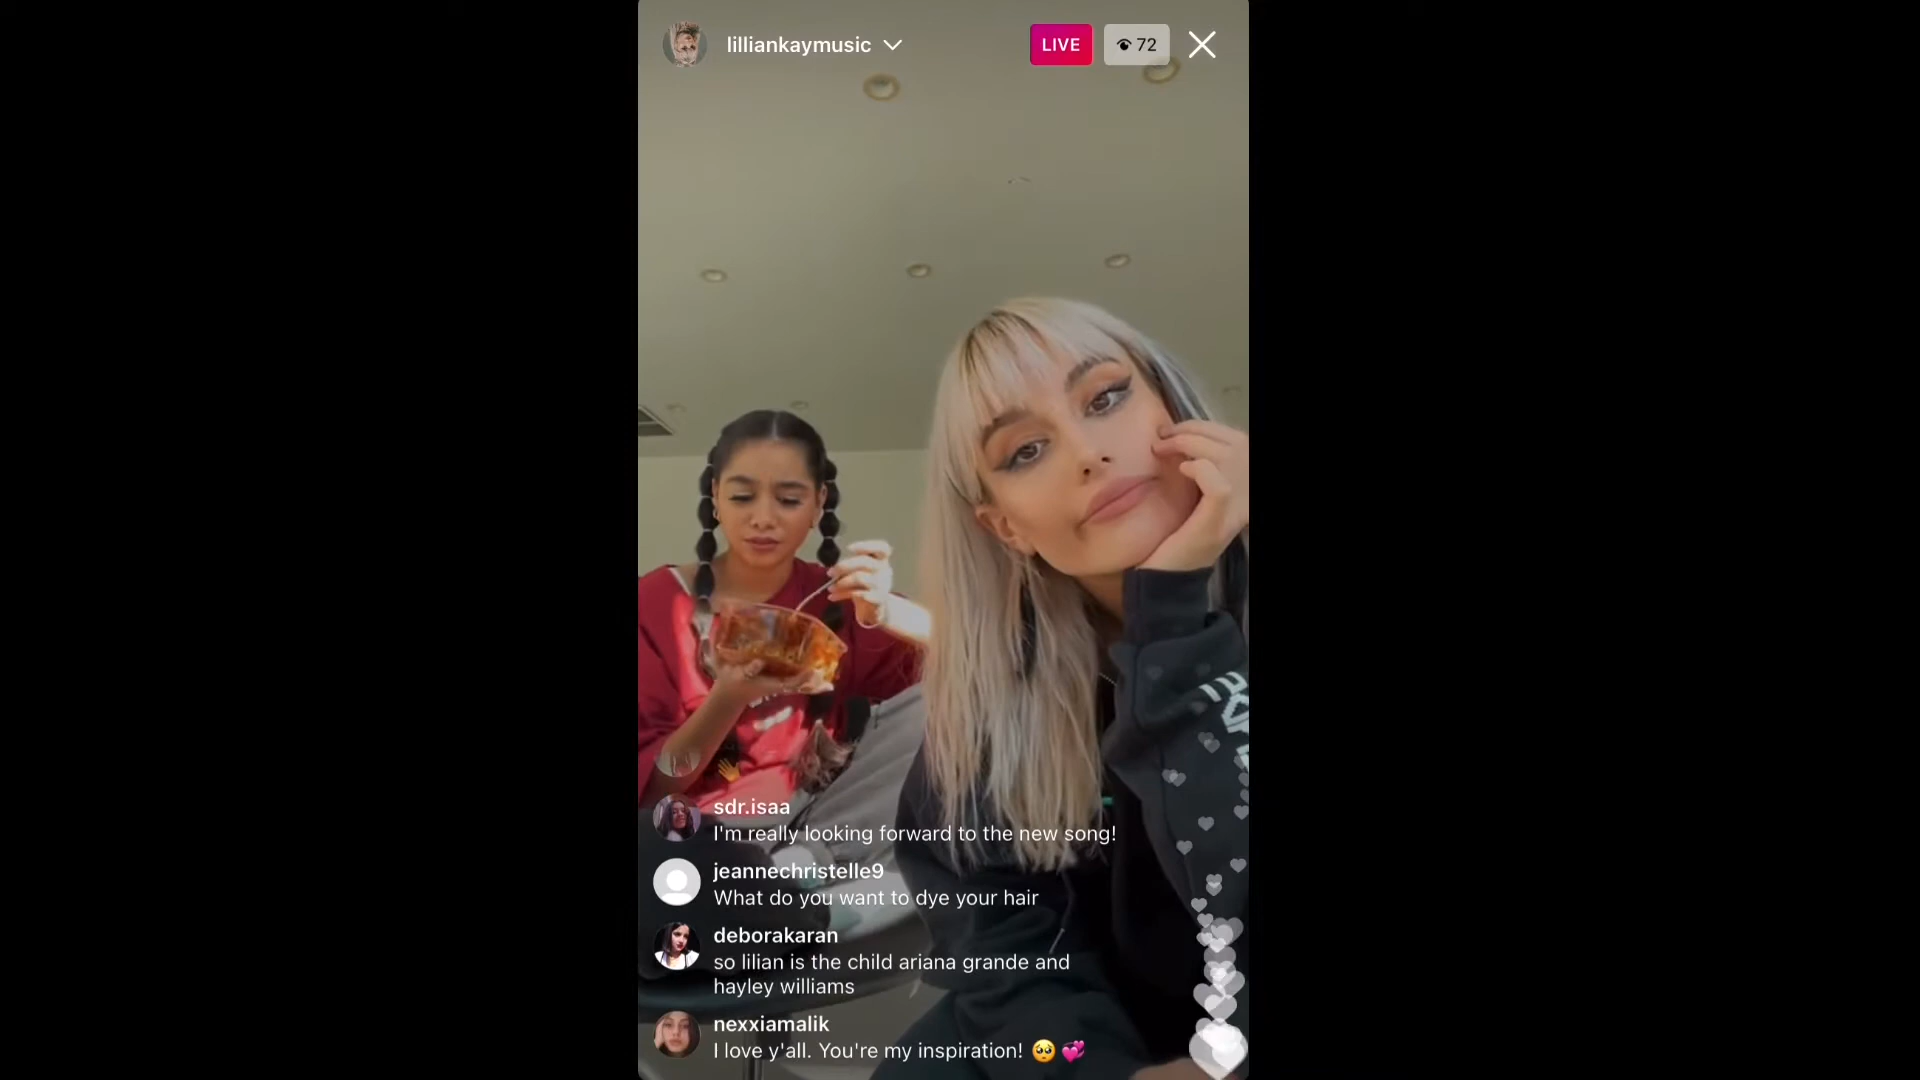 lilliankaymusic
LIVE
72
sdr.isaa
I'm really looking forward to the new song!
jeannechristelle9
What do you want to dye your hair
deborakaran
so lilian is the child ariana grande and
hayley williams
nexxiamalik
I love y'all. You're my inspiration! 🥺 💞